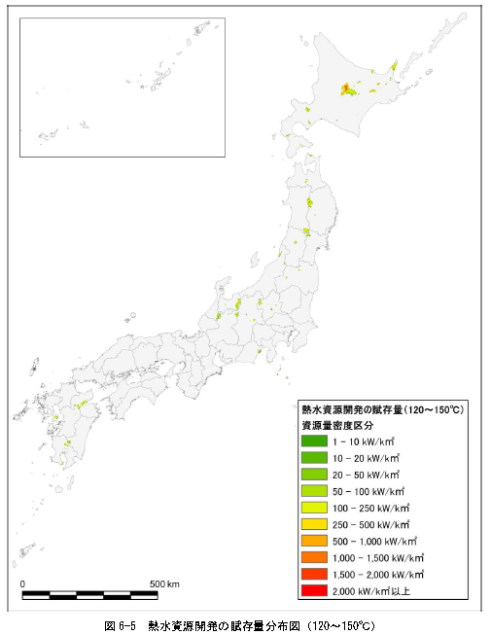 熱水資源開発の賦存量(120～150℃)
資源量密度区分
1 - 10 kW/k㎡
10 - 20 kW/k㎡
20 - 50 kW/k㎡
50 - 100 kW/k㎡
100 - 250 kW/k㎡
250 - 500 kW/k㎡
500 - 1,000 kW/k㎡
1,000 - 1,500 kW/k㎡
1,500 - 2,000 kW/k㎡
2,000 kW/k㎡以上
0 500 km
図 6-5 熱水資源開発の賦存量分布図 (120～150℃)